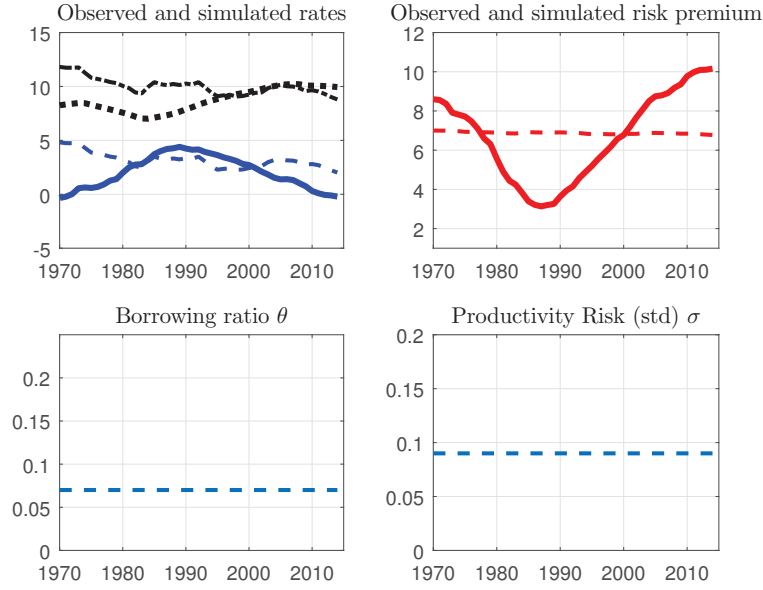 Observed and simulated rates
15
10
5
0
-5
1970 1980 1990 2000 2010
Observed and simulated risk premium
12
10
8
6
4
2
1970 1980 1990 2000 2010
Borrowing ratio θ
0.2
0.15
0.1
0.05
0
1970 1980 1990 2000 2010
Productivity Risk (std) σ
0.2
0.15
0.1
0.05
0
1970 1980 1990 2000 2010